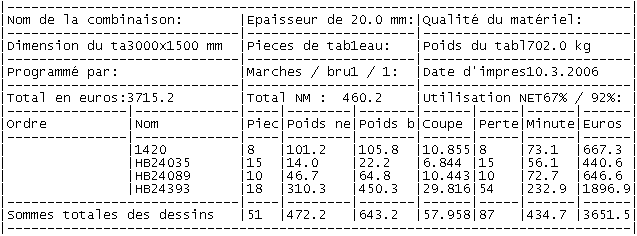 Nom de la combinaison: |Epaisseur de 20.0 mm:|Qualité du matériel:
Dimension du ta3000x1500 mm |Pieces de tableau: |Poids du tabl702.0 kg
Programmé par: |Marches / bru1 / 1: |Date d'impres10.3.2006
Total en euros:3715.2 |Total NM : 460.2 |Utilisation NET67% / 92%:
Ordre |Nom |Piec|Poids ne|Poids b|Coupe |Perte|Minute|Euros
|1420 |8 |101.2 |105.8 |10.855|8 |73.1 |667.3
|HB24035 |15 |14.0 |22.2 |6.844 |15 |56.1 |440.6
|HB24089 |10 |46.7 |64.8 |10.443|10 |72.7 |646.6
|HB24393 |18 |310.3 |450.3 |29.816|54 |232.9 |1896.9
Sommes totales des dessins |51 |472.2 |643.2 |57.958|87 |434.7 |3651.5